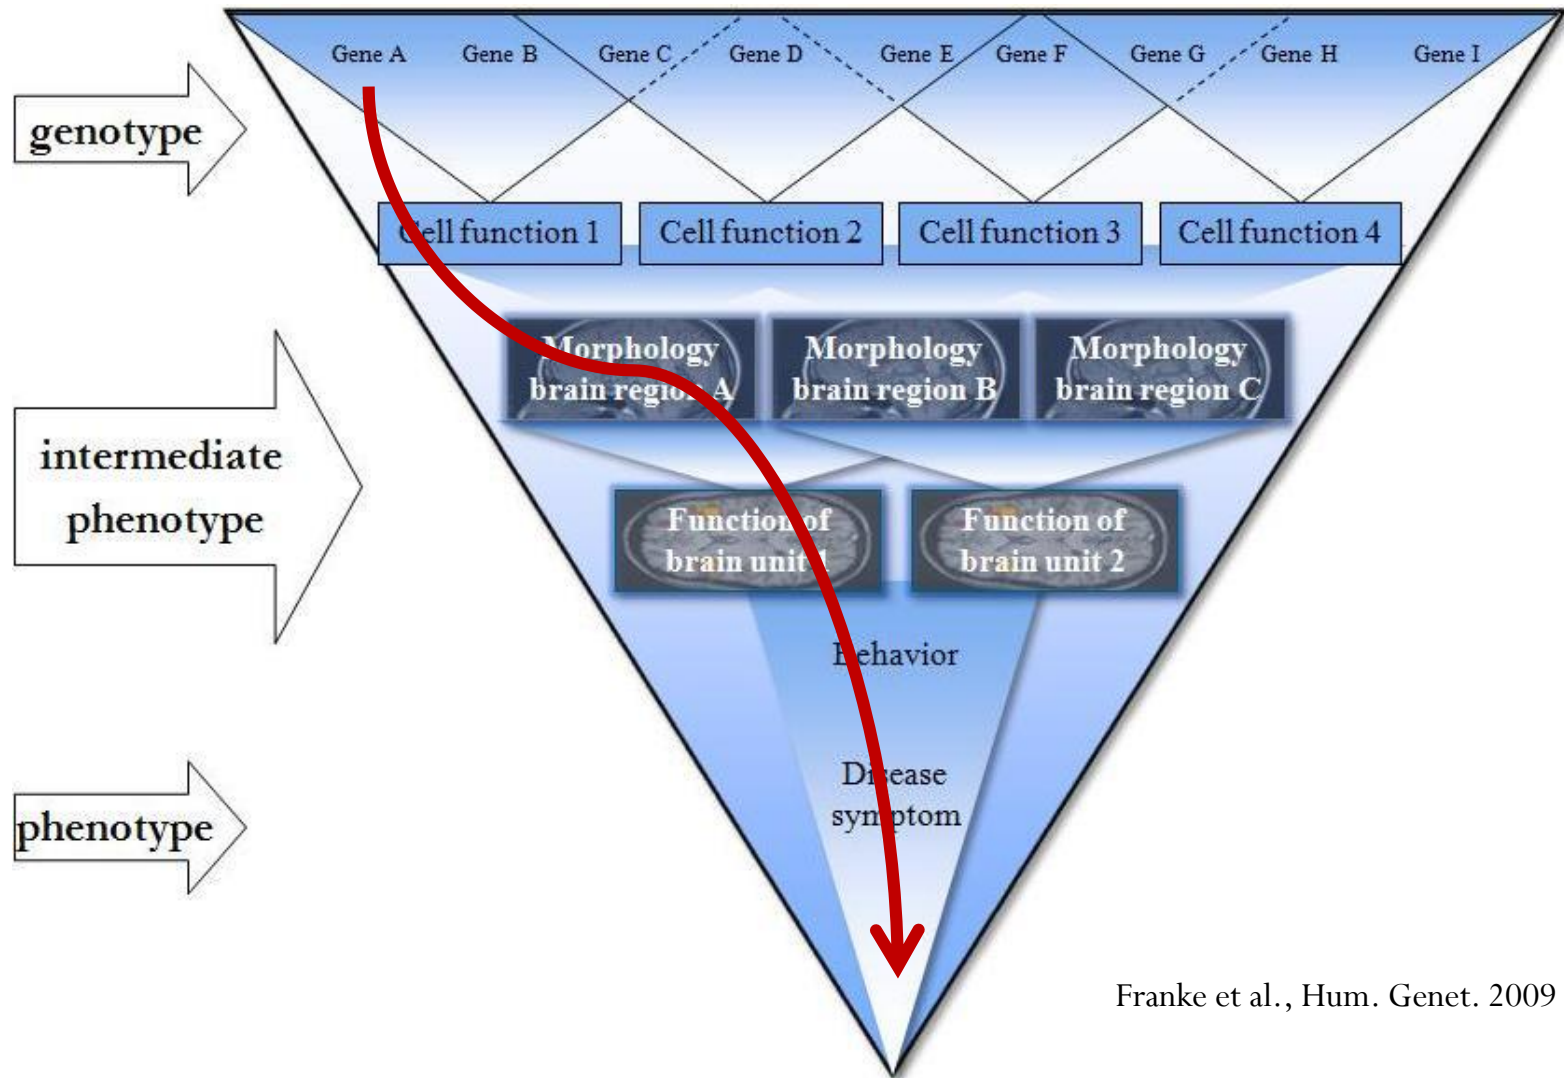 Gene A Gene B Gene C Gene D Gene E Gene F Gene G Gene H Gene I
genotype
Cell function 1 Cell function 2 Cell function 3 Cell function 4
Morphology
brain region A
Morphology
brain region B
Morphology
brain region C
intermediate
phenotype
Function of
brain unit 1
Function of
brain unit 2
Behavior
Disease
symptom
phenotype
Franke et al., Hum. Genet. 2009